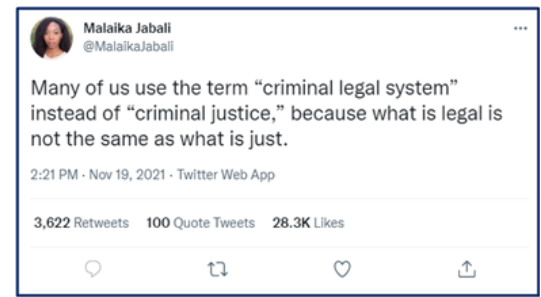 Malaika Jabali
@MalaikaJabali
Many of us use the term “criminal legal system”
instead of “criminal justice,” because what is legal is
not the same as what is just.
2:21 PM · Nov 19, 2021 · Twitter Web App
3,622 Retweets 100 Quote Tweets 28.3K Likes